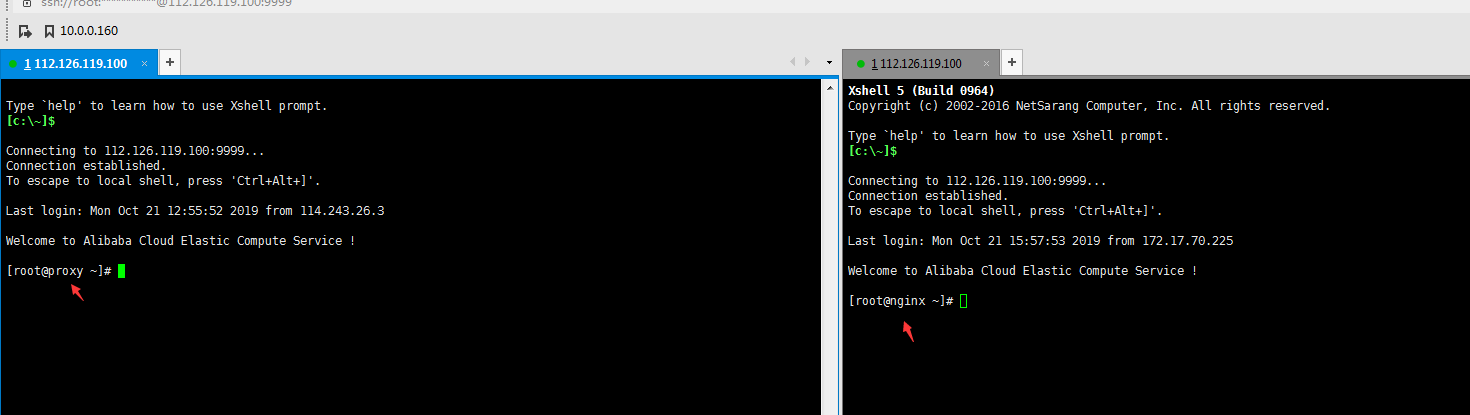 ssh://root:***********@112.126.119.100:9999
10.0.0.160
1 112.126.119.100 × +
Type `help' to learn how to use Xshell prompt.
[c:\~]$
Connecting to 112.126.119.100:9999...
Connection established.
To escape to local shell, press 'Ctrl+Alt+]'.
Last login: Mon Oct 21 12:55:52 2019 from 114.243.26.3
Welcome to Alibaba Cloud Elastic Compute Service !
[root@proxy ~]#
1 112.126.119.100 × +
Xshell 5 (Build 0964)
Copyright (c) 2002-2016 NetSarang Computer, Inc. All rights reserved.
Type `help' to learn how to use Xshell prompt.
[c:\~]$
Connecting to 112.126.119.100:9999...
Connection established.
To escape to local shell, press 'Ctrl+Alt+]'.
Last login: Mon Oct 21 15:57:53 2019 from 172.17.70.225
Welcome to Alibaba Cloud Elastic Compute Service !
[root@nginx ~]#